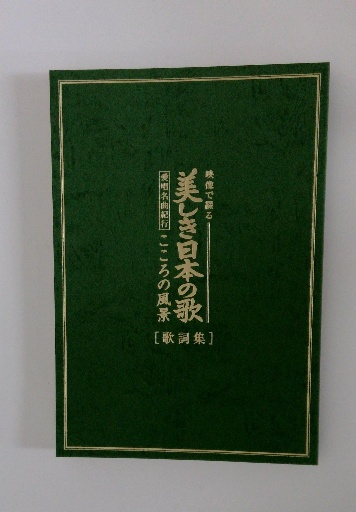 映像で綴る
美しき日本の歌
愛唱名曲紀行
こころの風景
[歌詞集]